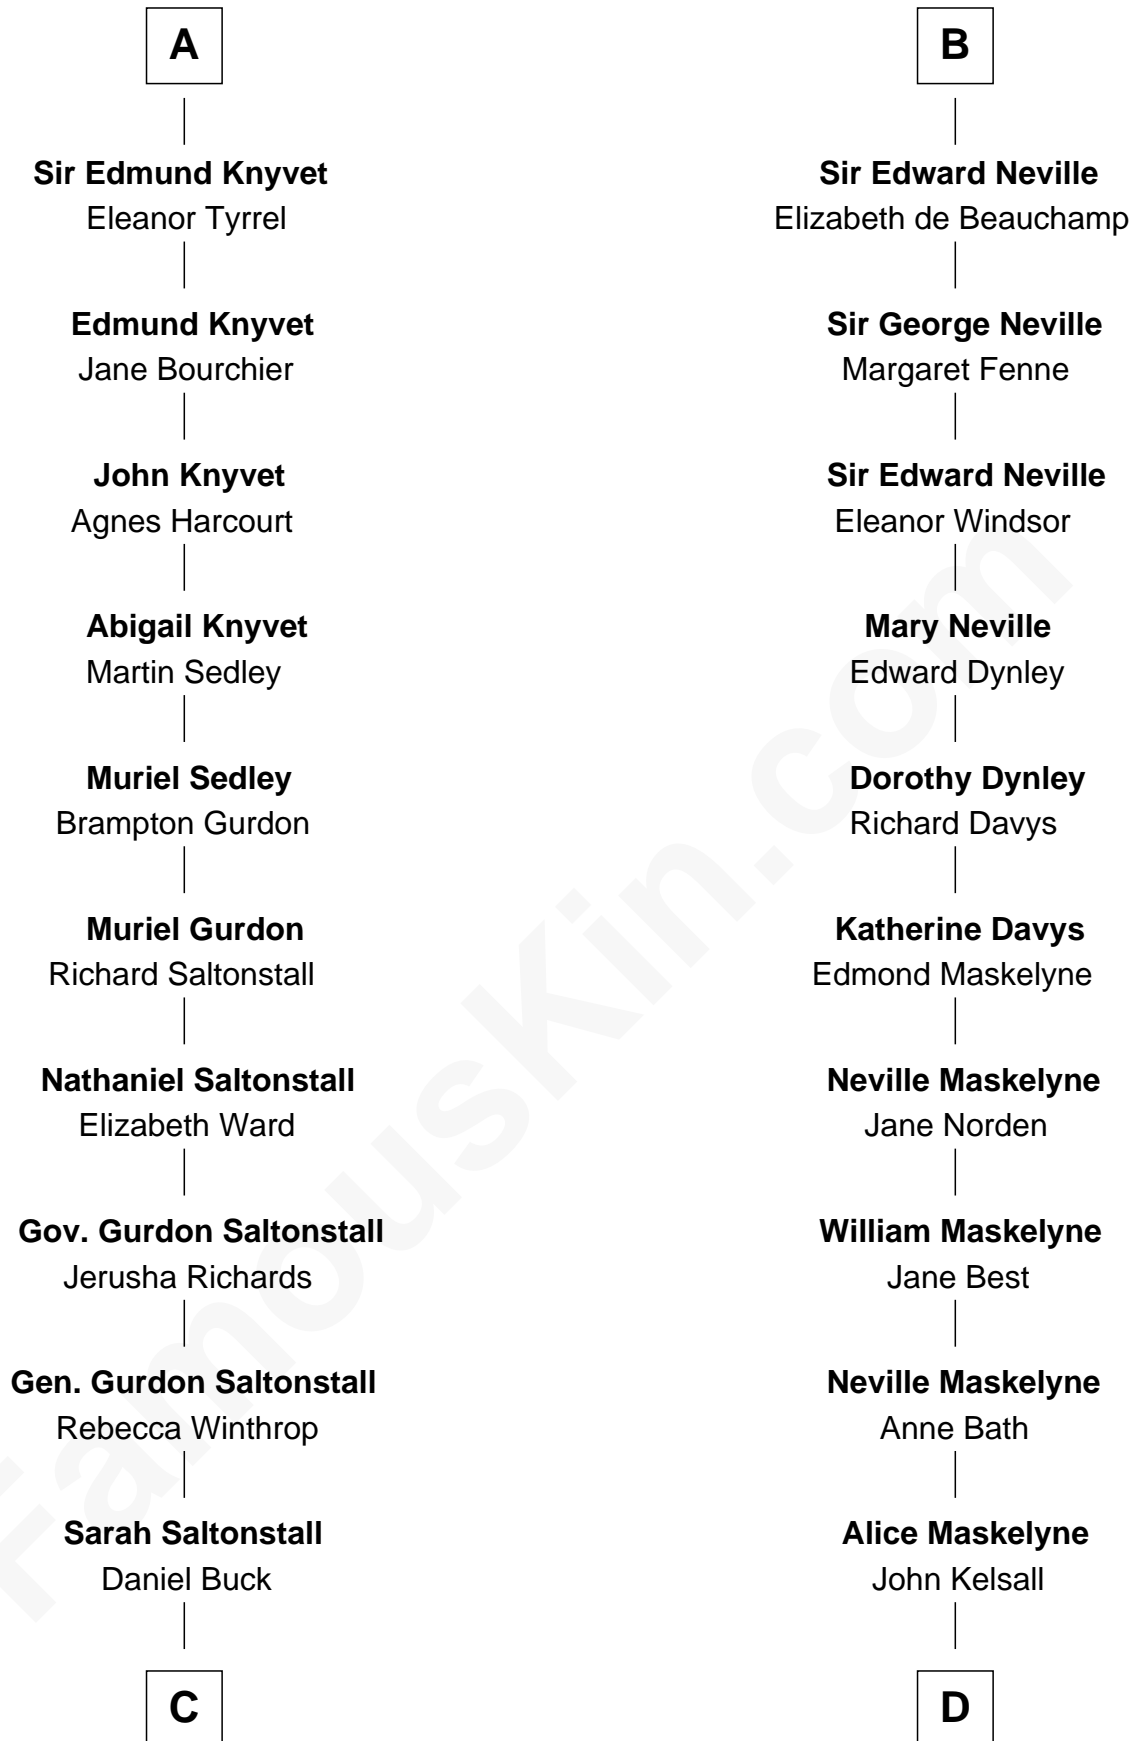 A
Sir Edmund Knyvet
Eleanor Tyrrel
Edmund Knyvet
Jane Bourchier
John Knyvet
Agnes Harcourt
Abigail Knyvet
Martin Sedley
Muriel Sedley
Brampton Gurdon
Muriel Gurdon
Richard Saltonstall
Nathaniel Saltonstall
Elizabeth Ward
Gov. Gurdon Saltonstall
Jerusha Richards
Gen. Gurdon Saltonstall
Rebecca Winthrop
Sarah Saltonstall
Daniel Buck
C
B
Sir Edward Neville
Elizabeth de Beauchamp
Sir George Neville
Margaret Fenne
Sir Edward Neville
Eleanor Windsor
Mary Neville
Edward Dynley
Dorothy Dynley
Richard Davys
Katherine Davys
Edmond Maskelyne
Neville Maskelyne
Jane Norden
William Maskelyne
Jane Best
Neville Maskelyne
Anne Bath
Alice Maskelyne
John Kelsall
D
FamousKin.com